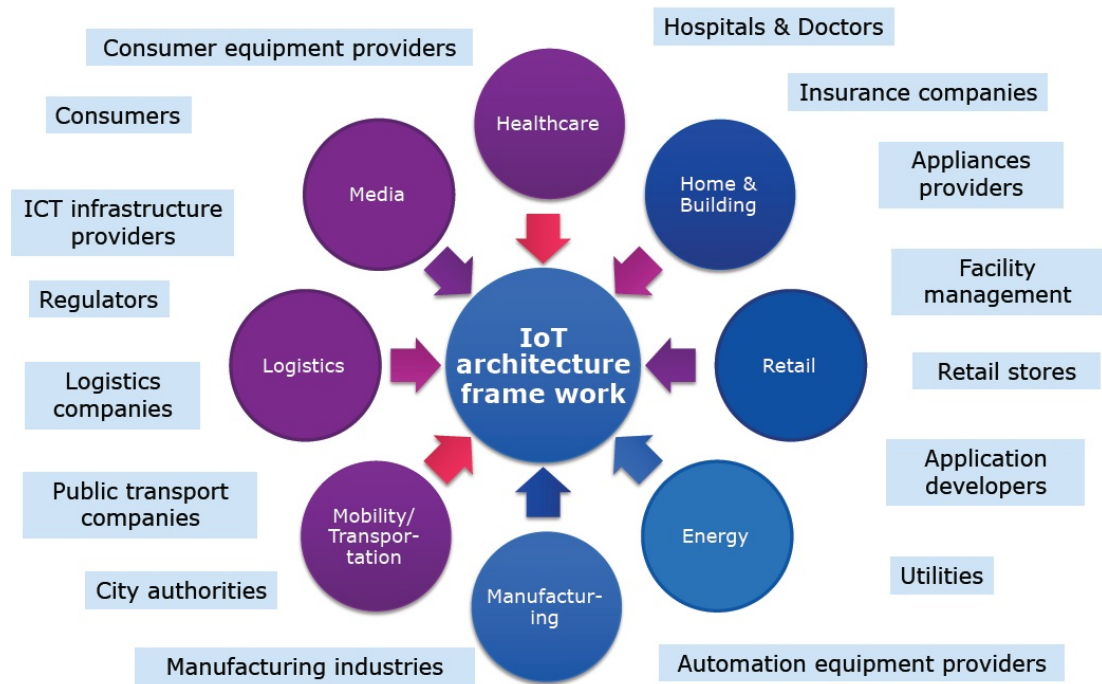 Hospitals & Doctors
Consumer equipment providers
Insurance companies
Consumers
Healthcare
Appliances
providers
Media
Home &
Building
ICT infrastructure
providers
Facility
management
Regulators
IoT
architecture
frame work
Logistics
Retail
Retail stores
Logistics
companies
Application
developers
Public transport
companies
Mobility/
Transpor-
tation
Energy
Utilities
City authorities
Manufactur-
ing
Manufacturing industries
Automation equipment providers